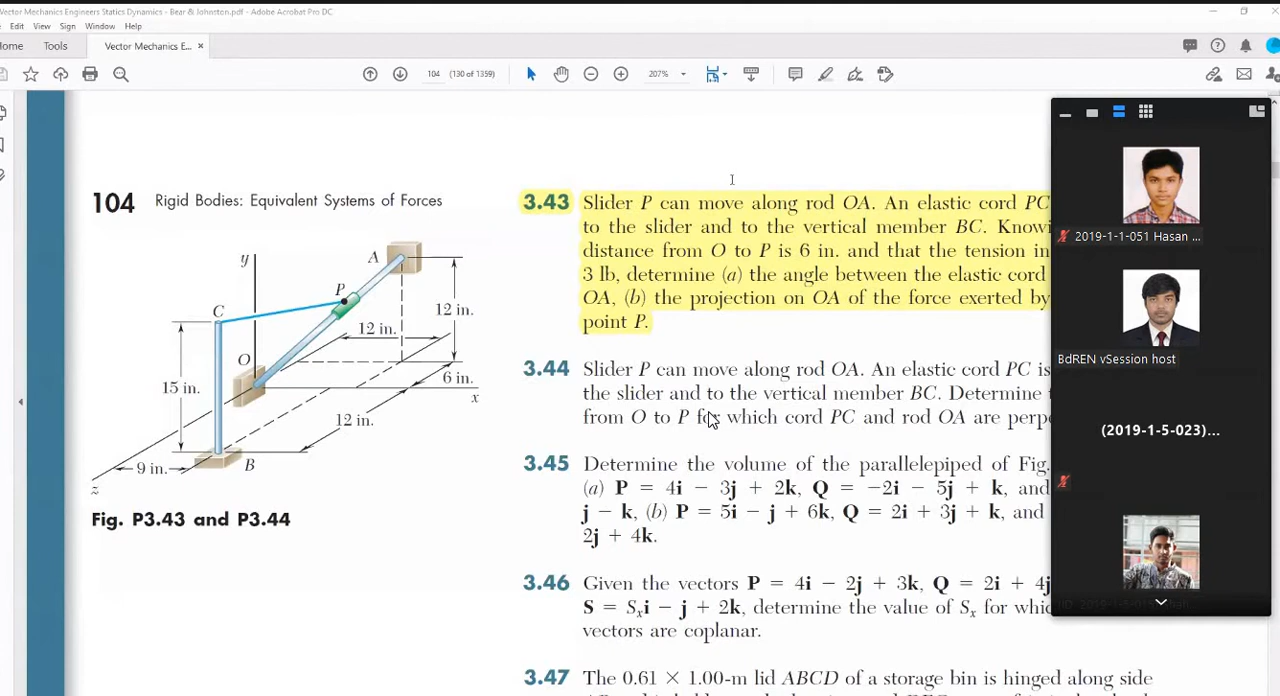 Vector Mechanics Engineers Statics Dynamics - Bear & Johorton.pdf - Adobe Acrobat Pro DC
Edit View Sign Window Help
ome Tools Vector Mechanics E... ×
104 (130 of 1359) 207%
104 Rigid Bodies: Equivalent Systems of Forces
y
A
P
C
12 in.
12 in.
O
15 in.
6 in.
x
12 in.
9 in.
B
z
Fig. P3.43 and P3.44
3.43 Slider P can move along rod OA. An elastic cord PC
to the slider and to the vertical member BC. Knowi
distance from O to P is 6 in. and that the tension in
3 lb, determine (a) the angle between the elastic cord
OA, (b) the projection on OA of the force exerted by
point P.
3.44 Slider P can move along rod OA. An elastic cord PC is
the slider and to the vertical member BC. Determine
from O to P for which cord PC and rod OA are perpe
3.45 Determine the volume of the parallelepiped of Fig.
(a) P = 4i − 3j + 2k, Q = −2i − 5j + k, and
j − k, (b) P = 5i − j + 6k, Q = 2i + 3j + k, and
2j + 4k.
3.46 Given the vectors P = 4i − 2j + 3k, Q = 2i + 4j
S = Sxi − j + 2k, determine the value of Sx for whic
vectors are coplanar.
3.47 The 0.61 × 1.00-m lid ABCD of a storage bin is hinged along side
2019-1-1-051 Hasan ...
BdREN vSession host
(2019-1-5-023)...